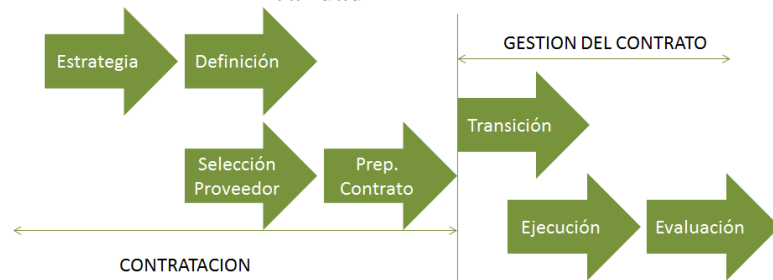 GESTION DEL CONTRATO
Estrategia
Definición
Transición
Selección
Proveedor
Prep.
Contrato
Ejecución
Evaluación
CONTRATACION